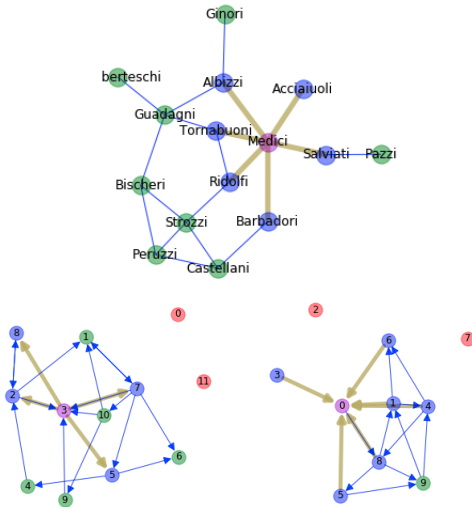 Ginori
berteschi
Albizzi
Acciaiuoli
Guadagni
Tornabuoni
Medici
Salviati
Pazzi
Bischeri
Ridolfi
Strozzi
Barbadori
Peruzzi
Castellani
8
1
0
2
3
10
7
11
4
9
5
6
2
6
7
3
0
1
4
8
5
9